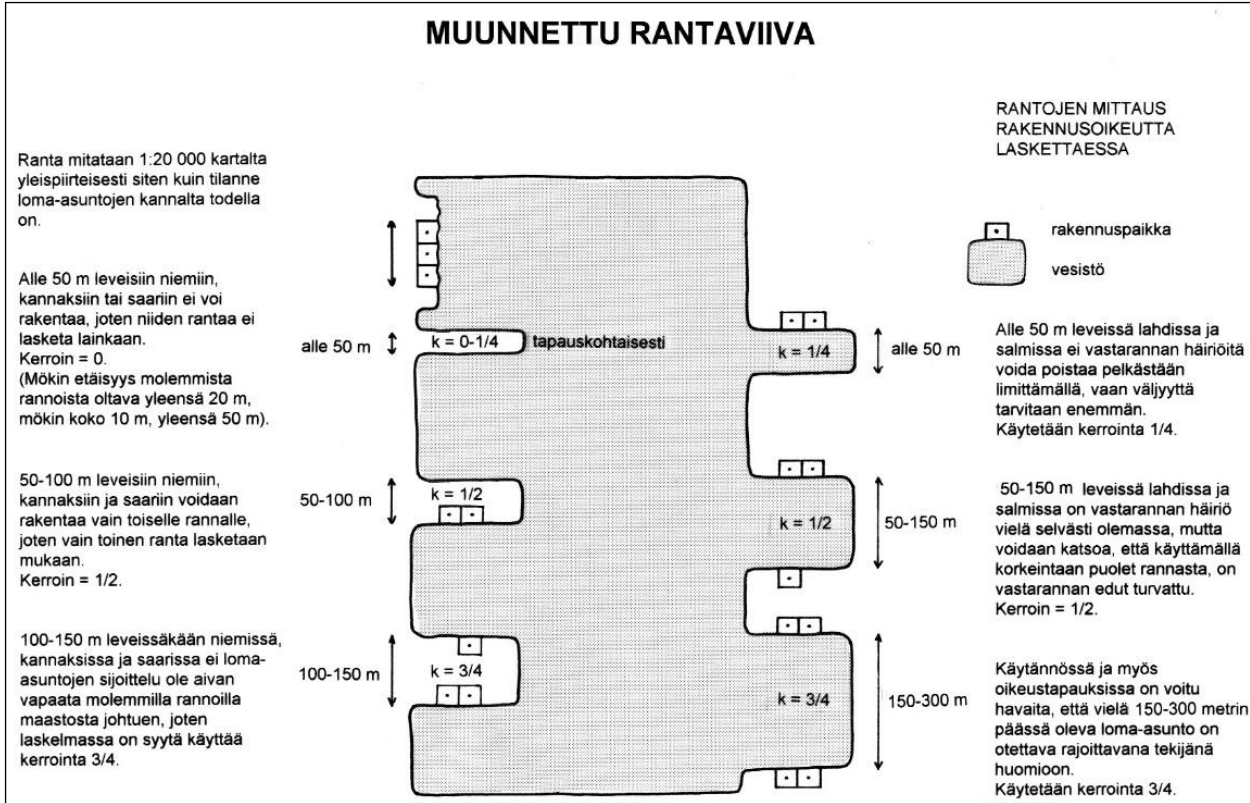 MUUNNETTU RANTAVIIVA
Ranta mitataan 1:20 000 kartalta
yleispiirteisesti siten kuin tilanne
loma-asuntojen kannalta todella
on.
Alle 50 m leveisiin niemiin,
kannaksiin tai saariin ei voi
rakentaa, joten niiden rantaa ei
lasketa lainkaan.
Kerroin = 0.
(Mökin etäisyys molemmista
rannoista oltava yleensä 20 m,
mökin koko 10 m, yleensä 50 m).
50-100 m leveisiin niemiin,
kannaksiin ja saariin voidaan
rakentaa vain toiselle rannalle,
joten vain toinen ranta lasketaan
mukaan.
Kerroin = 1/2.
100-150 m leveissäkään niemissä,
kannaksissa ja saarissa ei loma-
asuntojen sijoittelu ole aivan
vapaata molemmilla rannoilla
maastosta johtuen, joten
laskelmassa on syytä käyttää
kerrointa 3/4.
alle 50 m
k = 0-1/4
tapauskohtaisesti
50-100 m
k = 1/2
100-150 m
k = 3/4
k = 1/4
alle 50 m
k = 1/2
50-150 m
k = 3/4
150-300 m
RANTOJEN MITTAUS
RAKENNUSOIKEUTTA
LASKETTAESSA
rakennuspaikka
vesistö
Alle 50 m leveissä lahdissa ja
salmissa ei vastarannan häiriöitä
voida poistaa pelkästään
limittämällä, vaan väljyyttä
tarvitaan enemmän.
Käytetään kerrointa 1/4.
50-150 m leveissä lahdissa ja
salmissa on vastarannan häiriö
vielä selvästi olemassa, mutta
voidaan katsoa, että käyttämällä
korkeintaan puolet rannasta, on
vastarannan edut turvattu.
Kerroin = 1/2.
Käytännössä ja myös
oikeustapauksissa on voitu
havaita, että vielä 150-300 metrin
päässä oleva loma-asunto on
otettava rajoittavana tekijänä
huomioon.
Käytetään kerrointa 3/4.